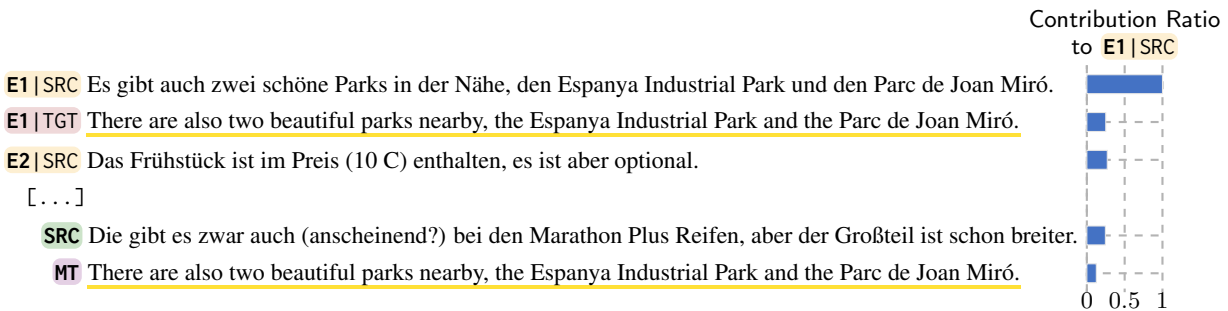 Contribution Ratio
to E1|SRC
E1|SRC Es gibt auch zwei schöne Parks in der Nähe, den Espanya Industrial Park und den Parc de Joan Miró.
E1|TGT There are also two beautiful parks nearby, the Espanya Industrial Park and the Parc de Joan Miró.
E2|SRC Das Frühstück ist im Preis (10 C) enthalten, es ist aber optional.
[...]
SRC Die gibt es zwar auch (anscheinend?) bei den Marathon Plus Reifen, aber der Großteil ist schon breiter.
MT There are also two beautiful parks nearby, the Espanya Industrial Park and the Parc de Joan Miró.
0 0.5 1